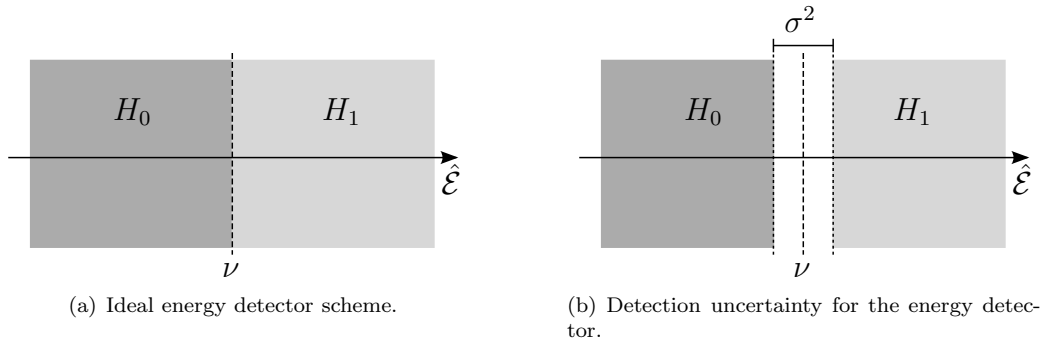 H₀ H₁
Ê
ν
(a) Ideal energy detector scheme.
σ²
H₀ H₁
Ê
ν
(b) Detection uncertainty for the energy detec-
tor.